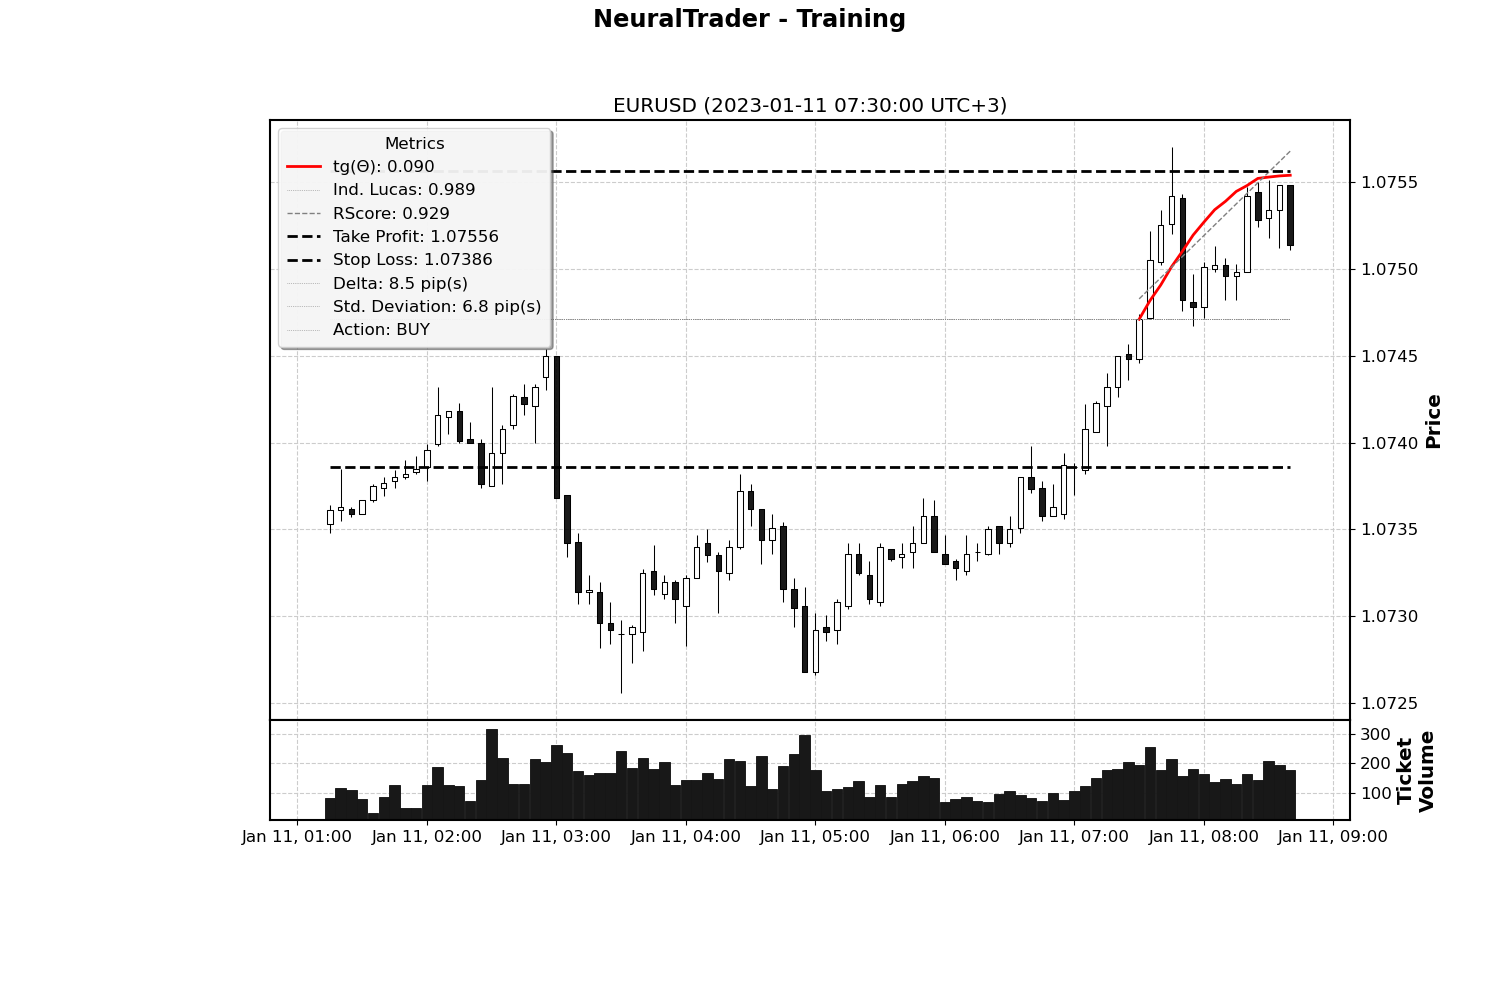 NeuralTrader - Training
EURUSD (2023-01-11 07:30:00 UTC+3)
Metrics
tg(Θ): 0.090
Ind. Lucas: 0.989
RScore: 0.929
Take Profit: 1.07556
Stop Loss: 1.07386
Delta: 8.5 pip(s)
Std. Deviation: 6.8 pip(s)
Action: BUY
1.0755
1.0750
1.0745
1.0740
1.0735
1.0730
1.0725
Price
300
200
100
Ticket
Volume
Jan 11, 01:00 Jan 11, 02:00 Jan 11, 03:00 Jan 11, 04:00 Jan 11, 05:00 Jan 11, 06:00 Jan 11, 07:00 Jan 11, 08:00 Jan 11, 09:00